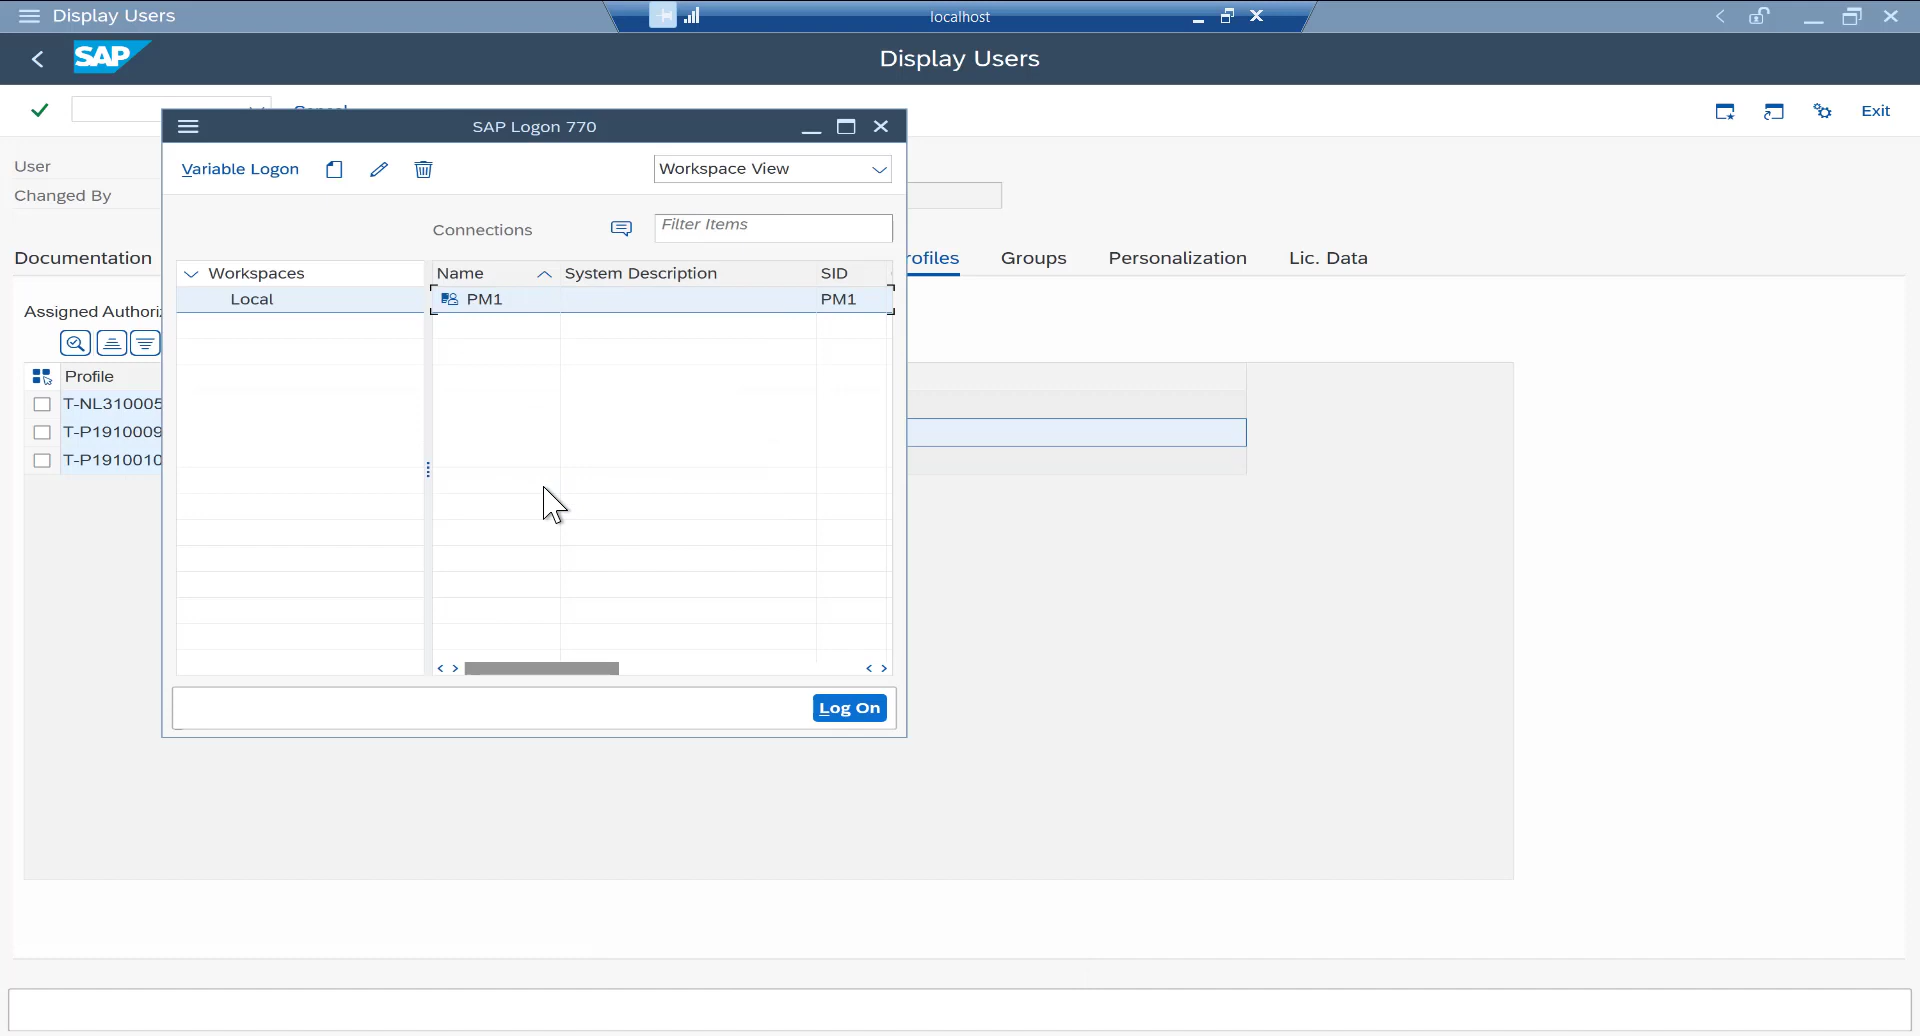 Display Users
localhost
SAP
Display Users
Exit
SAP Logon 770
Variable Logon
Workspace View
User
Changed By
Connections
Filter Items
Documentation
Groups
Personalization
Lic. Data
Workspaces
Name
System Description
SID
Local
PM1
PM1
Assigned
Profile
T-NL310005
T-P1910009
T-P1910010
Log On